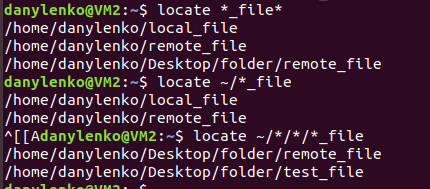 danylenko@VM2:~$ locate *_file*
/home/danylenko/local_file
/home/danylenko/remote_file
/home/danylenko/Desktop/folder/remote_file
danylenko@VM2:~$ locate ~/*_file
/home/danylenko/local_file
/home/danylenko/remote_file
^[[Adanylenko@VM2:~$ locate ~/*/*/*_file
/home/danylenko/Desktop/folder/remote_file
/home/danylenko/Desktop/folder/test_file
danylenko@VM2:~$